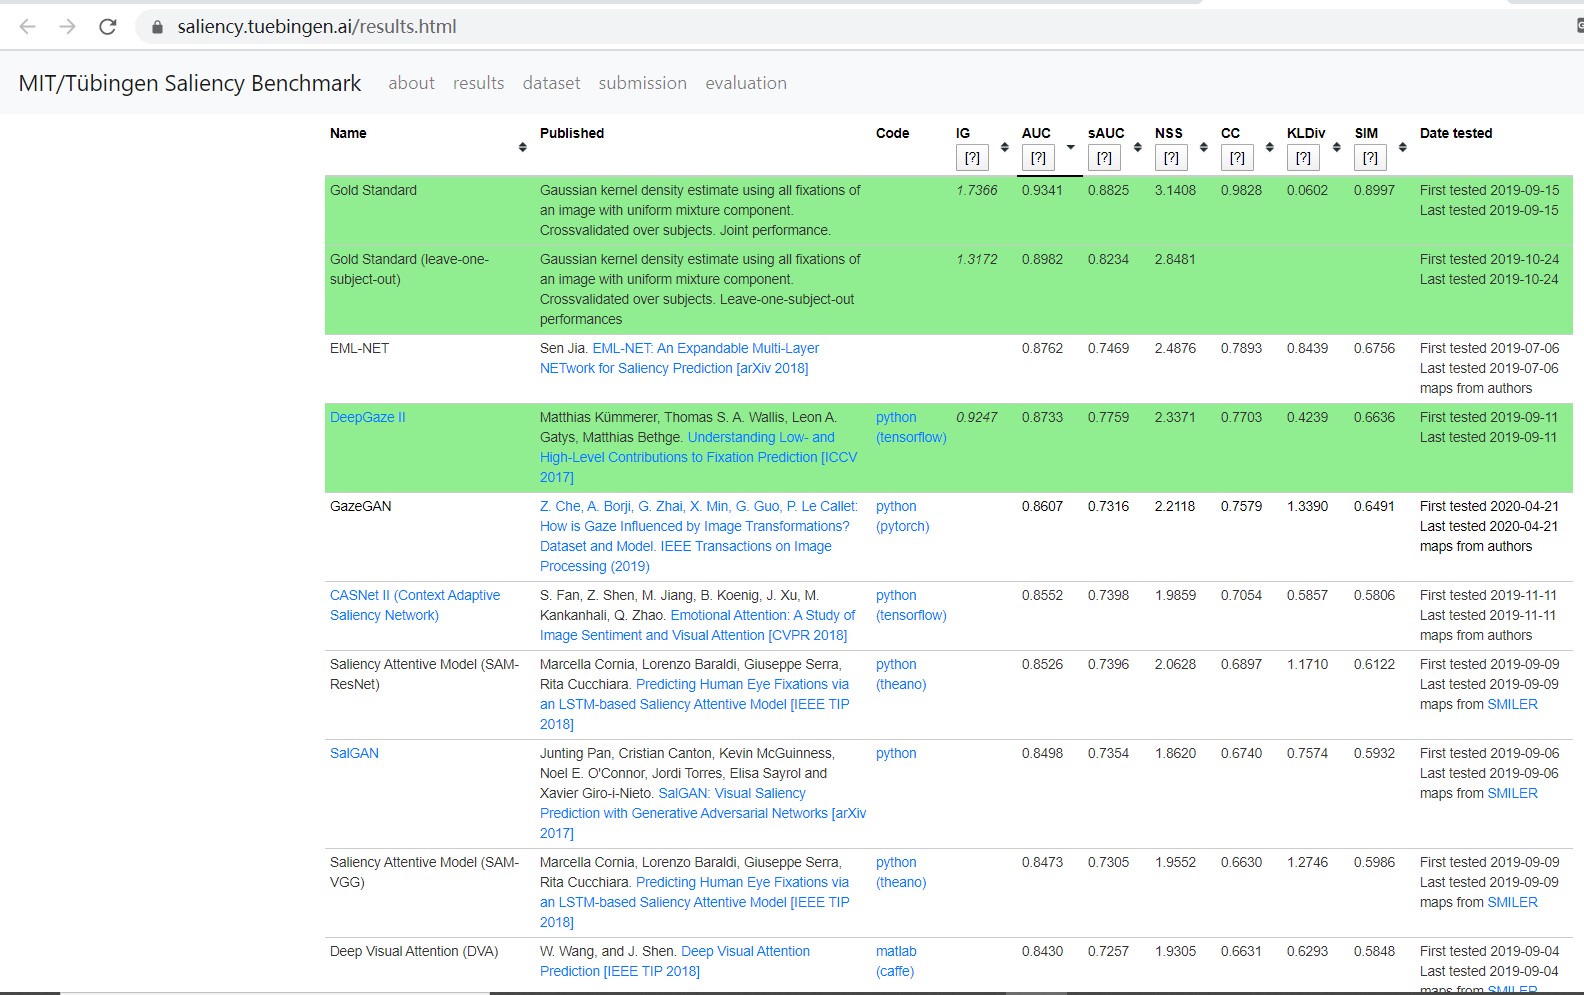 saliency.tuebingen.ai/results.html
MIT/Tübingen Saliency Benchmark about results dataset submission evaluation
Name Published Code IG AUC sAUC NSS CC KLDiv SIM Date tested
[?] [?] [?] [?] [?] [?] [?]
Gold Standard Gaussian kernel density estimate using all fixations of 1.7366 0.9341 0.8825 3.1408 0.9828 0.0602 0.8997 First tested 2019-09-15
an image with uniform mixture component. Last tested 2019-09-15
Crossvalidated over subjects. Joint performance.
Gold Standard (leave-one- Gaussian kernel density estimate using all fixations of 1.3172 0.8982 0.8234 2.8481 First tested 2019-10-24
subject-out) an image with uniform mixture component. Last tested 2019-10-24
Crossvalidated over subjects. Leave-one-subject-out
performances
EML-NET Sen Jia. EML-NET: An Expandable Multi-Layer 0.8762 0.7469 2.4876 0.7893 0.8439 0.6756 First tested 2019-07-06
NETwork for Saliency Prediction [arXiv 2018] Last tested 2019-07-06
maps from authors
DeepGaze II Matthias Kümmerer, Thomas S. A. Wallis, Leon A. python 0.9247 0.8733 0.7759 2.3371 0.7703 0.4239 0.6636 First tested 2019-09-11
Gatys, Matthias Bethge. Understanding Low- and (tensorflow) Last tested 2019-09-11
High-Level Contributions to Fixation Prediction [ICCV
2017]
GazeGAN Z. Che, A. Borji, G. Zhai, X. Min, G. Guo, P. Le Callet: python 0.8607 0.7316 2.2118 0.7579 1.3390 0.6491 First tested 2020-04-21
How is Gaze Influenced by Image Transformations? (pytorch) Last tested 2020-04-21
Dataset and Model. IEEE Transactions on Image maps from authors
Processing (2019)
CASNet II (Context Adaptive S. Fan, Z. Shen, M. Jiang, B. Koenig, J. Xu, M. python 0.8552 0.7398 1.9859 0.7054 0.5857 0.5806 First tested 2019-11-11
Saliency Network) Kankanhali, Q. Zhao. Emotional Attention: A Study of (tensorflow) Last tested 2019-11-11
Image Sentiment and Visual Attention [CVPR 2018] maps from authors
Saliency Attentive Model (SAM- Marcella Cornia, Lorenzo Baraldi, Giuseppe Serra, python 0.8526 0.7396 2.0628 0.6897 1.1710 0.6122 First tested 2019-09-09
ResNet) Rita Cucchiara. Predicting Human Eye Fixations via (theano) Last tested 2019-09-09
an LSTM-based Saliency Attentive Model [IEEE TIP maps from SMILER
2018]
SalGAN Junting Pan, Cristian Canton, Kevin McGuinness, python 0.8498 0.7354 1.8620 0.6740 0.7574 0.5932 First tested 2019-09-06
Noel E. O'Connor, Jordi Torres, Elisa Sayrol and Last tested 2019-09-06
Xavier Giro-i-Nieto. SalGAN: Visual Saliency maps from SMILER
Prediction with Generative Adversarial Networks [arXiv
2017]
Saliency Attentive Model (SAM- Marcella Cornia, Lorenzo Baraldi, Giuseppe Serra, python 0.8473 0.7305 1.9552 0.6630 1.2746 0.5986 First tested 2019-09-09
VGG) Rita Cucchiara. Predicting Human Eye Fixations via (theano) Last tested 2019-09-09
an LSTM-based Saliency Attentive Model [IEEE TIP maps from SMILER
2018]
Deep Visual Attention (DVA) W. Wang, and J. Shen. Deep Visual Attention matlab 0.8430 0.7257 1.9305 0.6631 0.6293 0.5848 First tested 2019-09-04
Prediction [IEEE TIP 2018] (caffe) Last tested 2019-09-04
maps from SMILER